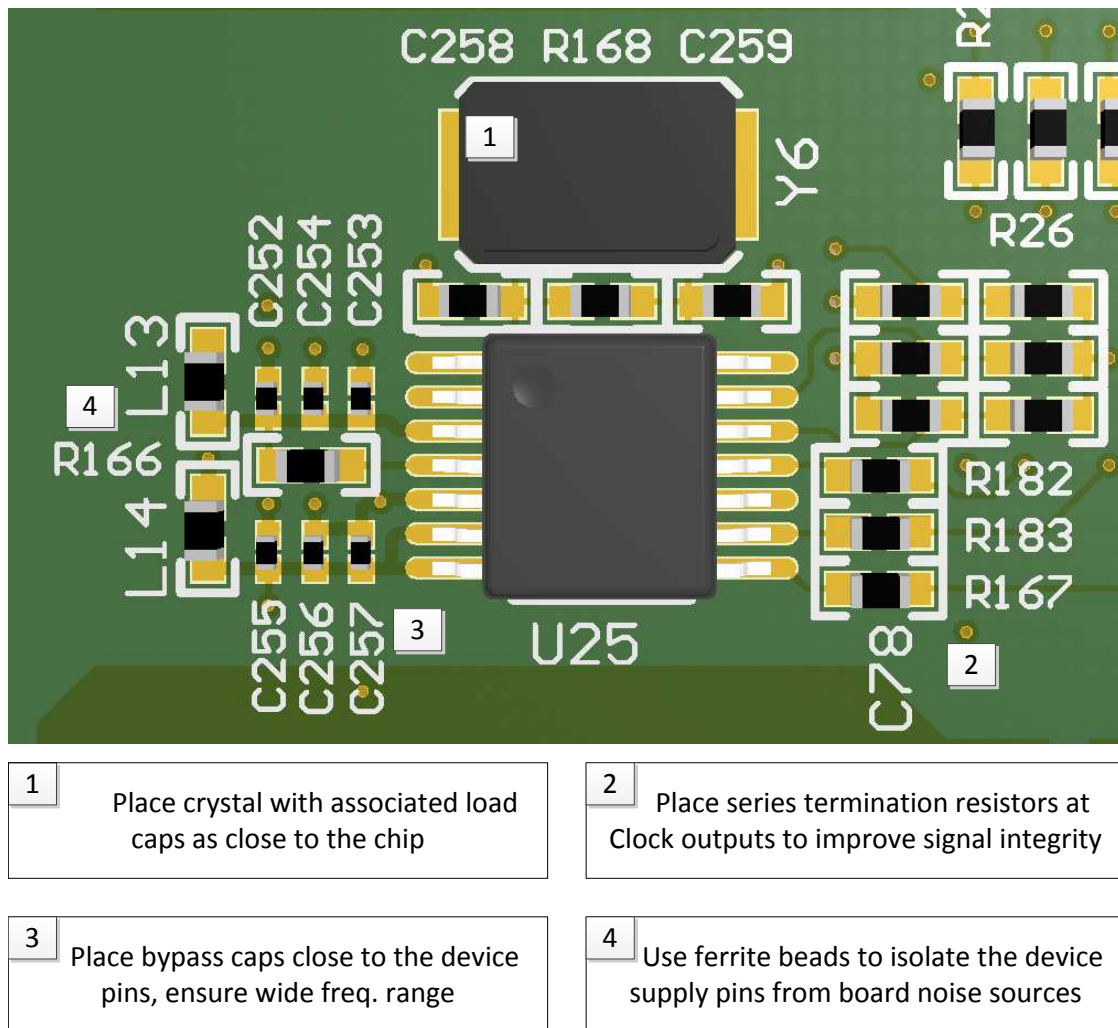 C258 R168 C259
1
Y6
R26
C252
C254
C253
L13
4
R166
L14
R182
R183
R167
C255
C256
C257
3
U25
C78
2
1
Place crystal with associated load
caps as close to the chip
2
Place series termination resistors at
Clock outputs to improve signal integrity
3
Place bypass caps close to the device
pins, ensure wide freq. range
4
Use ferrite beads to isolate the device
supply pins from board noise sources